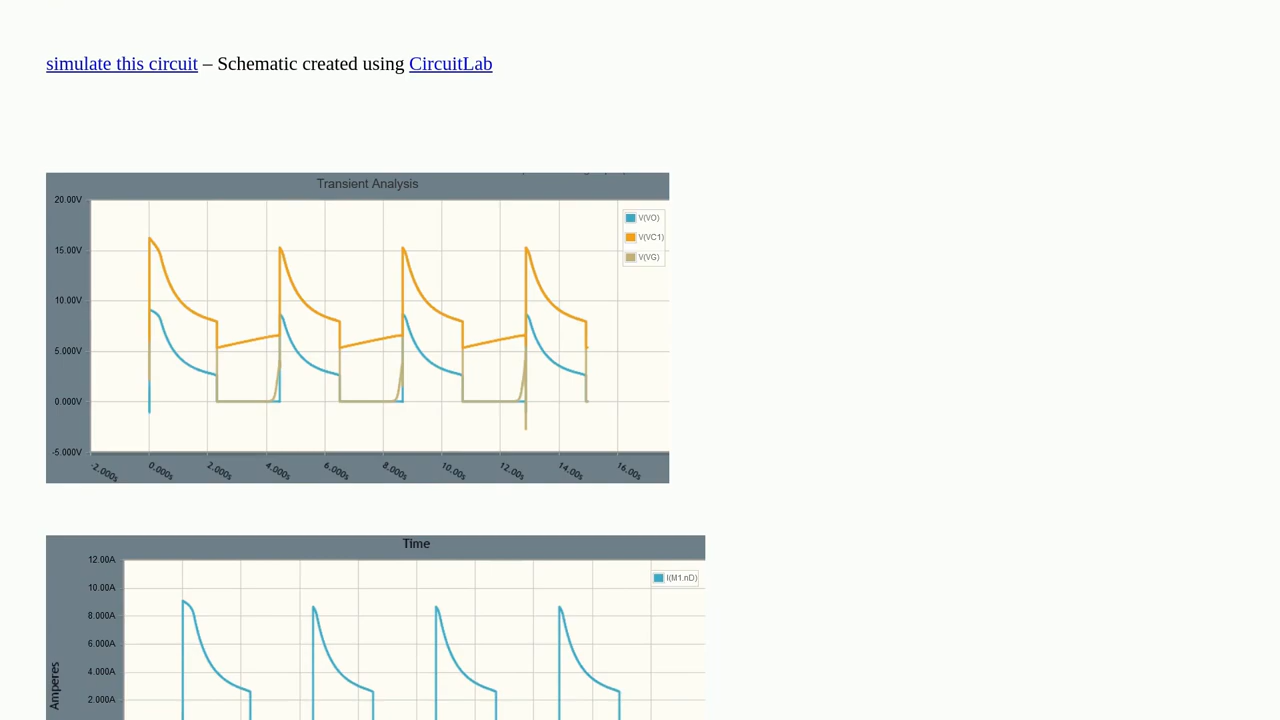 simulate this circuit – Schematic created using CircuitLab
Transient Analysis
20.00V
15.00V
10.00V
5.000V
0.000V
-5.000V
V(VO)
V(VC1)
V(VG)
-2.000s
0.000s
2.000s
4.000s
6.000s
8.000s
10.00s
12.00s
14.00s
16.00s
Time
12.00A
10.00A
8.000A
6.000A
4.000A
2.000A
Amperes
I(M1.nD)